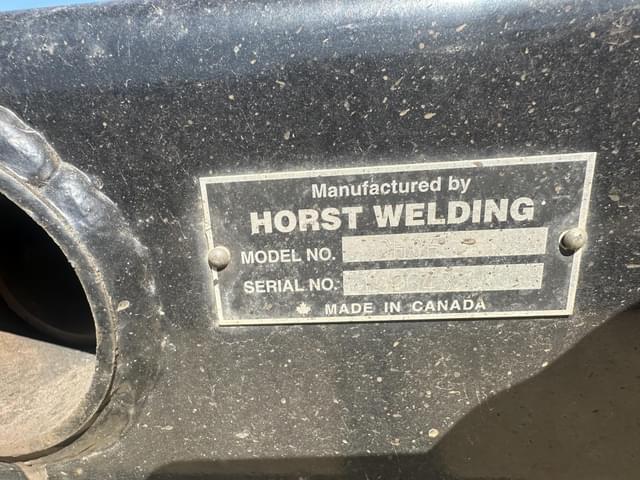 Manufactured by
HORST WELDING
MODEL NO.
SERIAL NO.
MADE IN CANADA